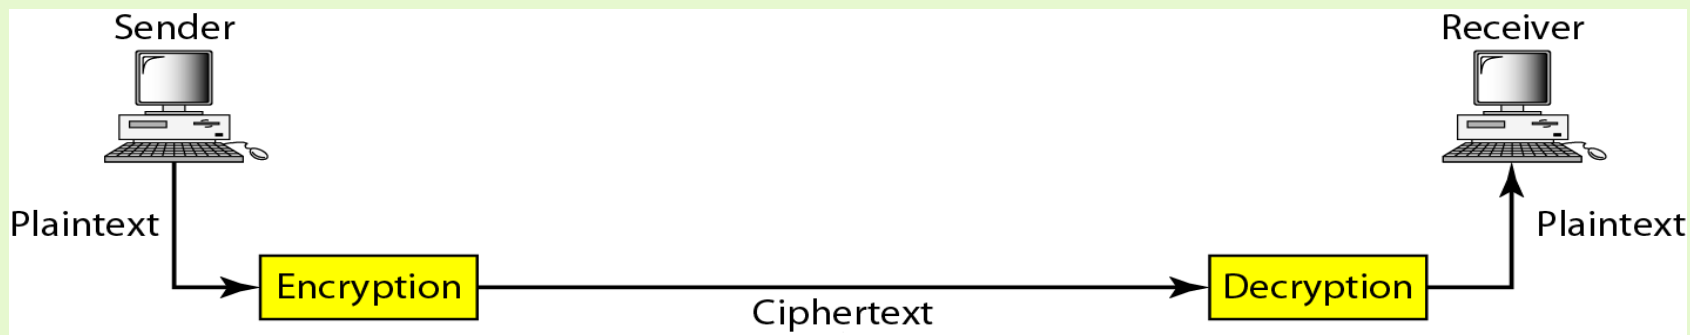 Sender
Receiver
Plaintext
Plaintext
Encryption
Decryption
Ciphertext